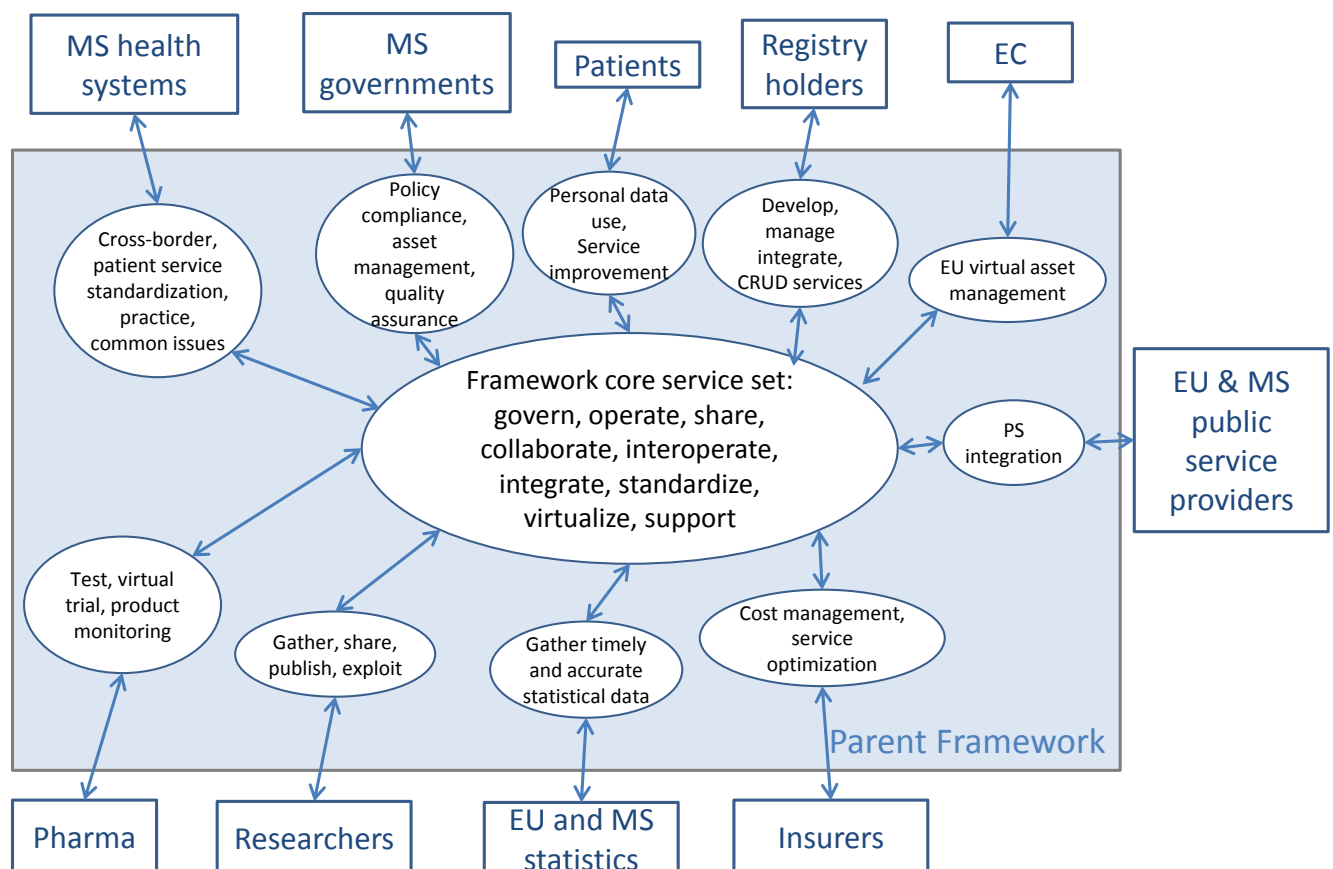 MS health
systems
MS
governments
Patients
Registry
holders
EC
Cross-border,
patient service
standardization,
practice,
common issues
Policy
compliance,
asset
management,
quality
assurance
Personal data
use,
Service
improvement
Develop,
manage
integrate,
CRUD services
EU virtual asset
management
Framework core service set:
govern, operate, share,
collaborate, interoperate,
integrate, standardize,
virtualize, support
PS
integration
EU & MS
public
service
providers
Test, virtual
trial, product
monitoring
Gather, share,
publish, exploit
Gather timely
and accurate
statistical data
Cost management,
service
optimization
Parent Framework
Pharma
Researchers
EU and MS
statistics
Insurers